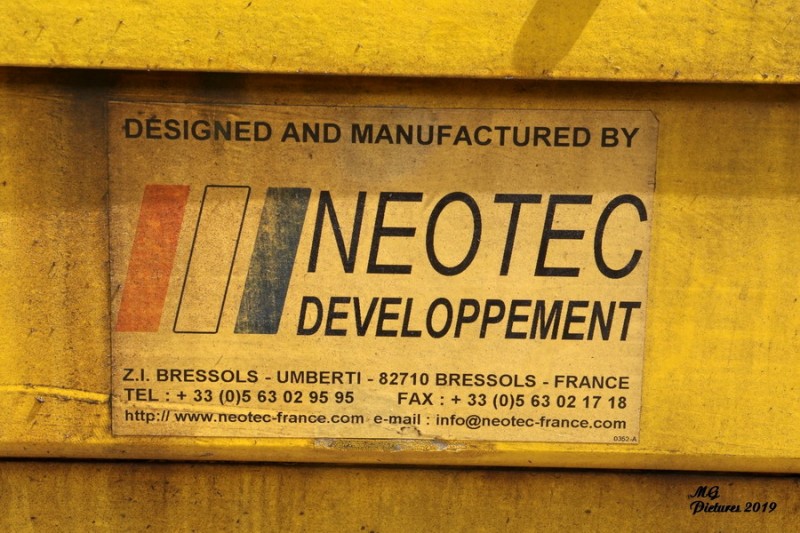 DESIGNED AND MANUFACTURED BY
NEOTEC
DEVELOPPEMENT
Z.I. BRESSOLS - UMBERTI - 82710 BRESSOLS - FRANCE
TEL : + 33 (0)5 63 02 95 95 FAX : + 33 (0)5 63 02 17 18
http// www.neotec-france.com e-mail : info@neotec-france.com
0363-A
MG
Pictures 2019